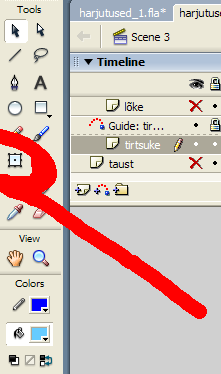 Tools
harjutused_1.fla*
harjutused
Scene 3
Timeline
lõke
Guide: tir...
tirtsuke
taust
View
Colors